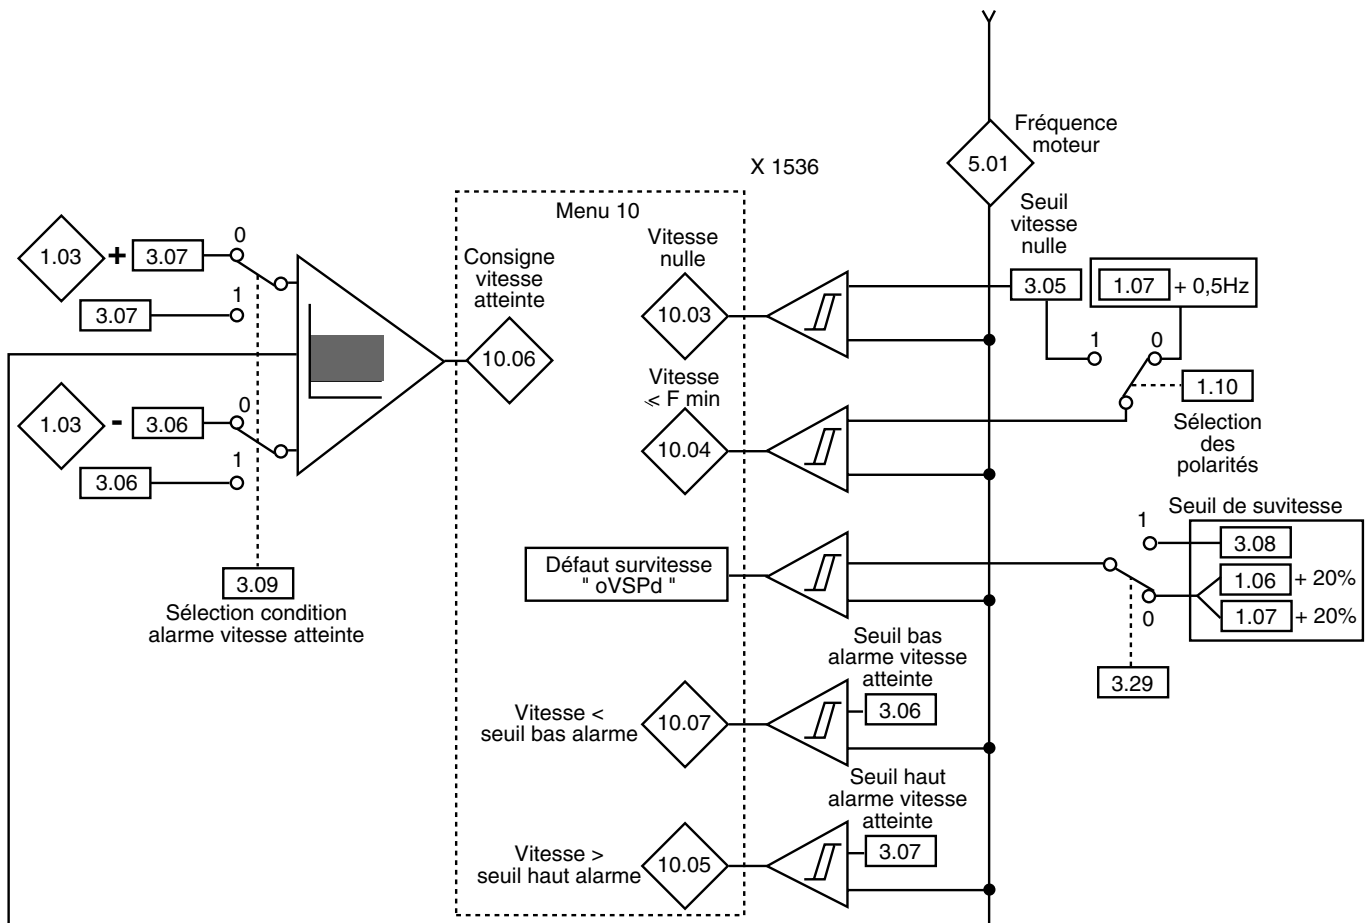 Fréquence
moteur
5.01
X 1536
Menu 10
Seuil
vitesse
nulle
Vitesse
nulle
Consigne
vitesse
atteinte
1.03
+
3.07
0
1
3.07
10.03
3.05
1.07
+ 0,5Hz
10.06
1
0
Vitesse
≪ F min
1.10
Sélection
des
polarités
1.03
-
3.06
0
1
3.06
10.04
Seuil de suvitesse
1
3.08
1.06
+ 20%
1.07
+ 20%
0
Défaut survitesse
" oVSPd "
3.09
Sélection condition
alarme vitesse atteinte
Seuil bas
alarme vitesse
atteinte
3.29
3.06
Vitesse <
seuil bas alarme
10.07
Seuil haut
alarme vitesse
atteinte
3.07
Vitesse >
seuil haut alarme
10.05